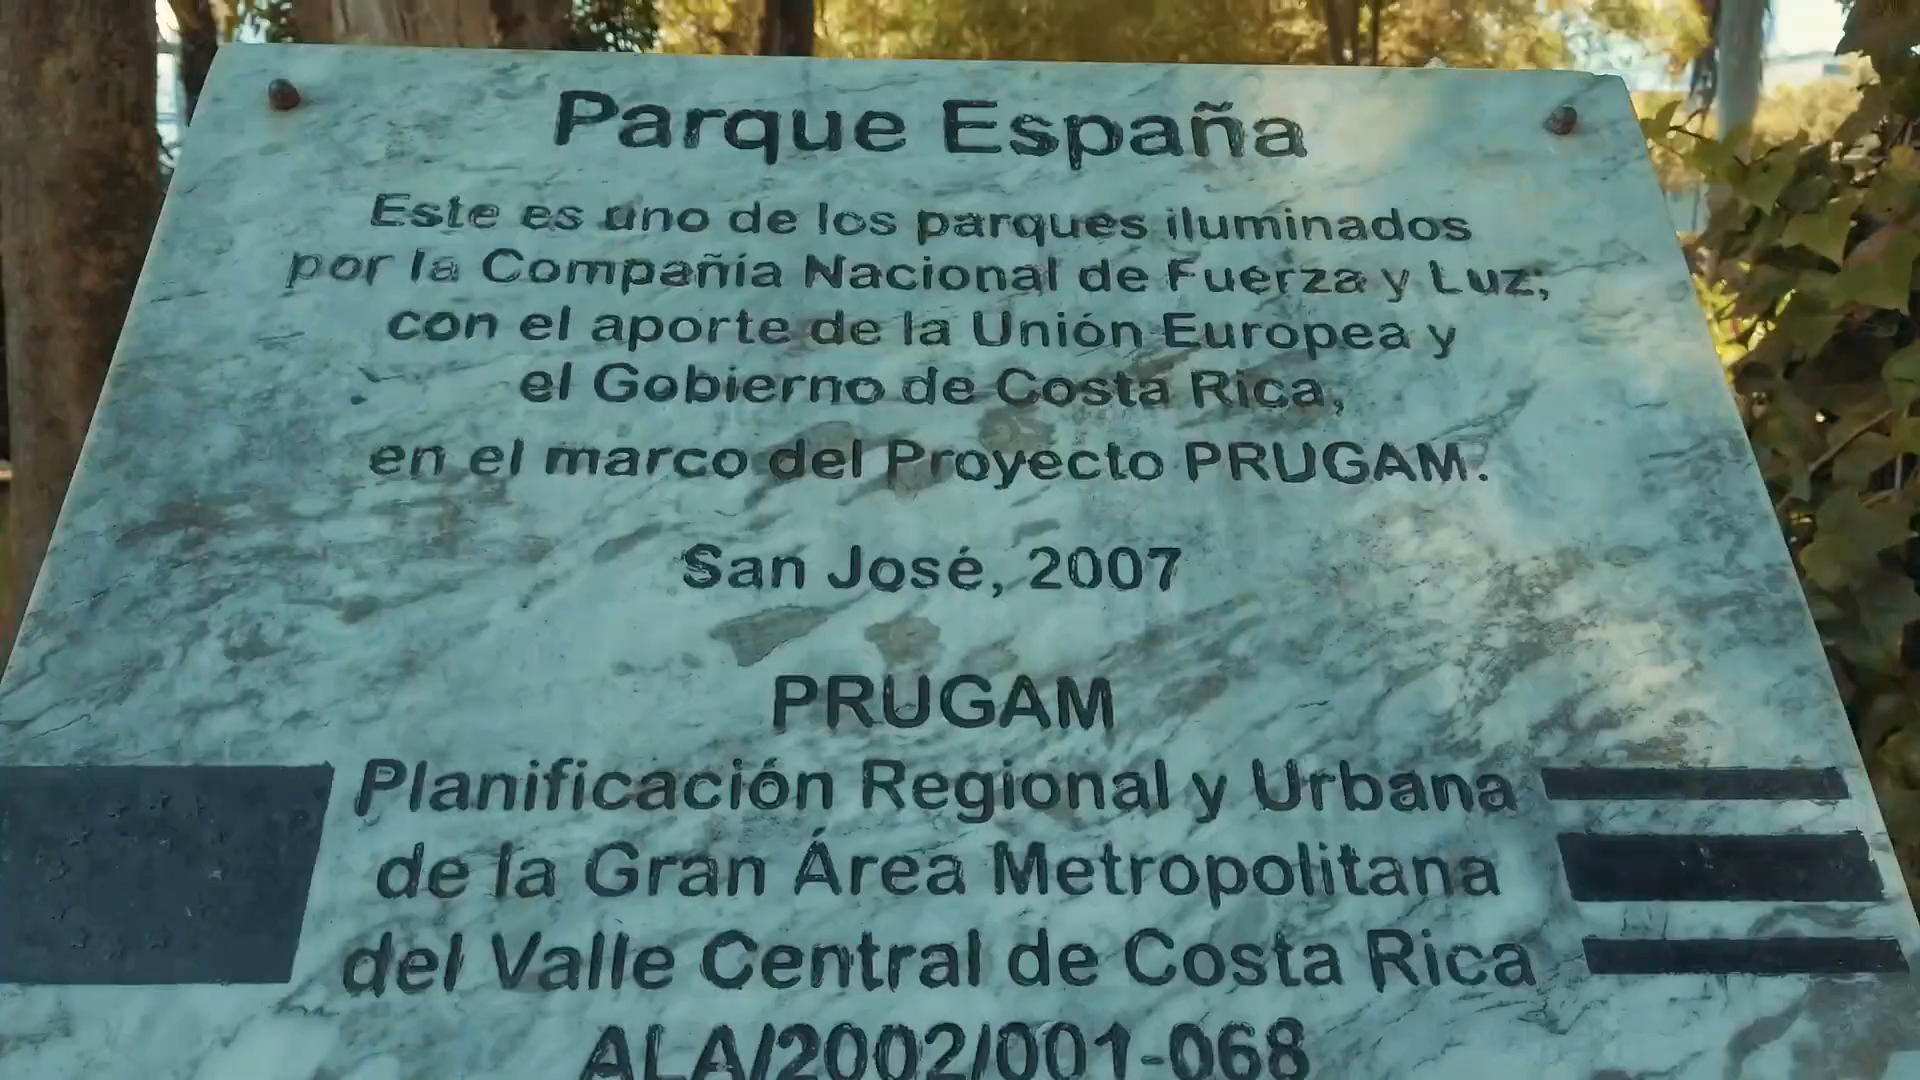 Parque España
Este es uno de los parques iluminados
por la Compañía Nacional de Fuerza y Luz;
con el aporte de la Unión Europea y
el Gobierno de Costa Rica,
en el marco del Proyecto PRUGAM.
San José, 2007
PRUGAM
Planificación Regional y Urbana
de la Gran Área Metropolitana
del Valle Central de Costa Rica
ALA/2002/001-068